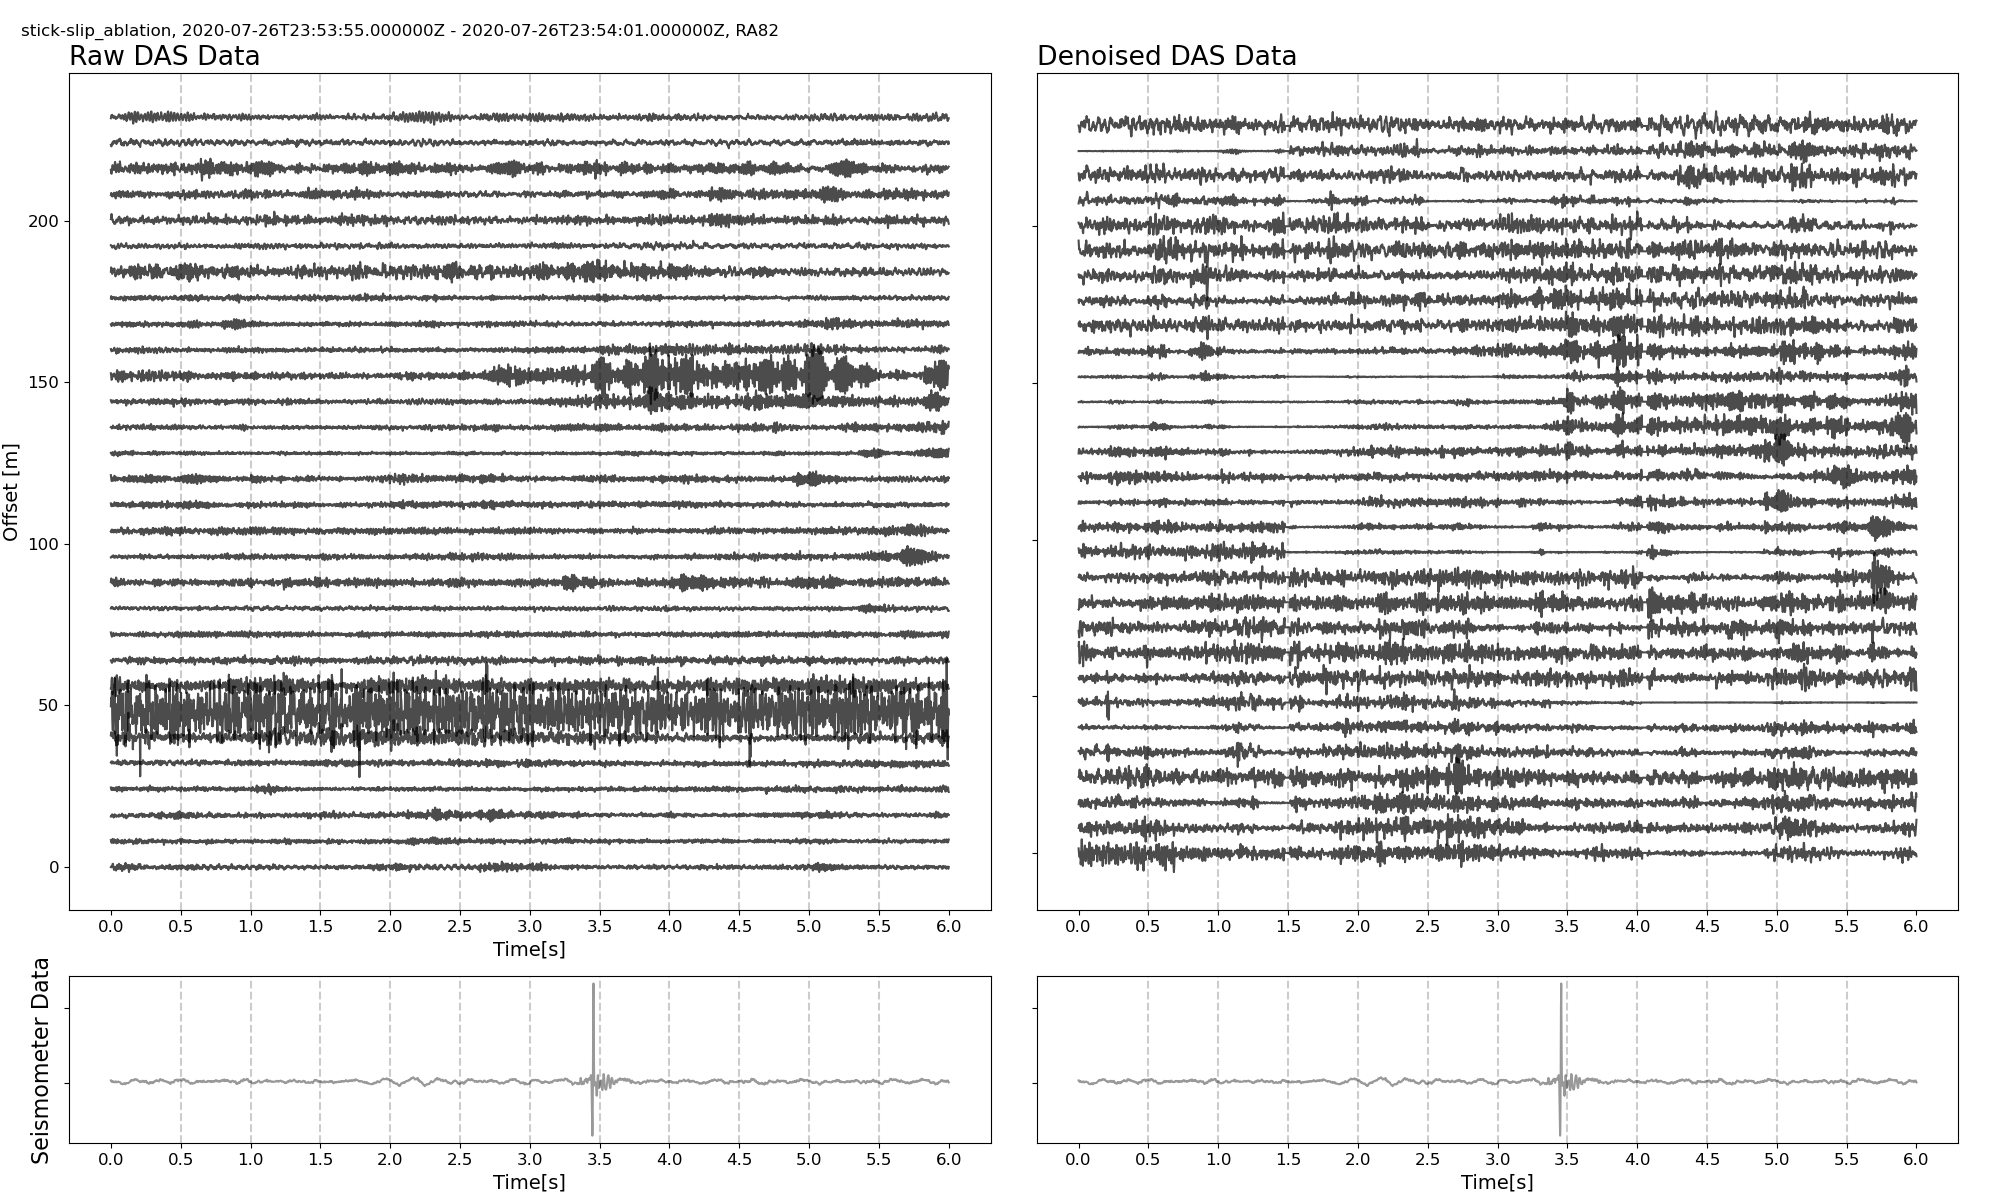 stick-slip_ablation, 2020-07-26T23:53:55.000000Z - 2020-07-26T23:54:01.000000Z, RA82
Raw DAS Data
Denoised DAS Data
Offset [m]
200
150
100
50
0
0.0 0.5 1.0 1.5 2.0 2.5 3.0 3.5 4.0 4.5 5.0 5.5 6.0
Time[s]
0.0 0.5 1.0 1.5 2.0 2.5 3.0 3.5 4.0 4.5 5.0 5.5 6.0
Seismometer Data
0.0 0.5 1.0 1.5 2.0 2.5 3.0 3.5 4.0 4.5 5.0 5.5 6.0
Time[s]
0.0 0.5 1.0 1.5 2.0 2.5 3.0 3.5 4.0 4.5 5.0 5.5 6.0
Time[s]